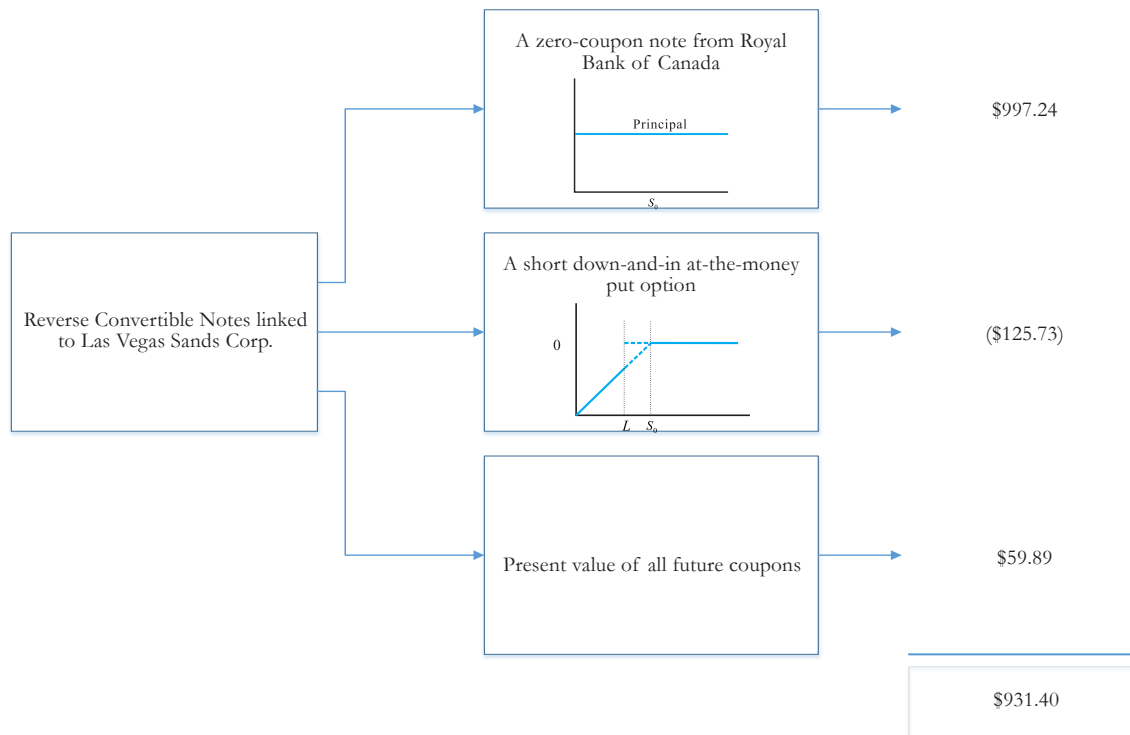 A zero-coupon note from Royal
Bank of Canada
Principal
S₀
$997.24
Reverse Convertible Notes linked
to Las Vegas Sands Corp.
A short down-and-in at-the-money
put option
0
L S₀
($125.73)
Present value of all future coupons
$59.89
$931.40